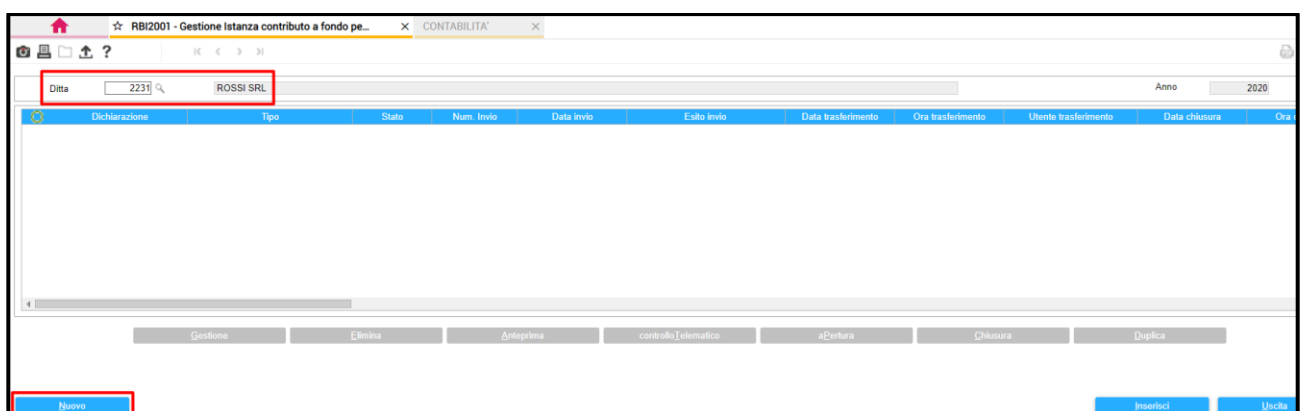 ☆ RBI2001 - Gestione Istanza contributo a fondo pe... × CONTABILITA' ×
?
Ditta 2231 ROSSI SRL Anno 2020
Dichiarazione Tipo Stato Num. Invio Data invio Esito invio Data trasferimento Ora trasferimento Utente trasferimento Data chiusura Ora
Gestione Elimina Anteprima controlloTelematico aPertura Chiusura Duplica
Nuovo Inserisci Uscita